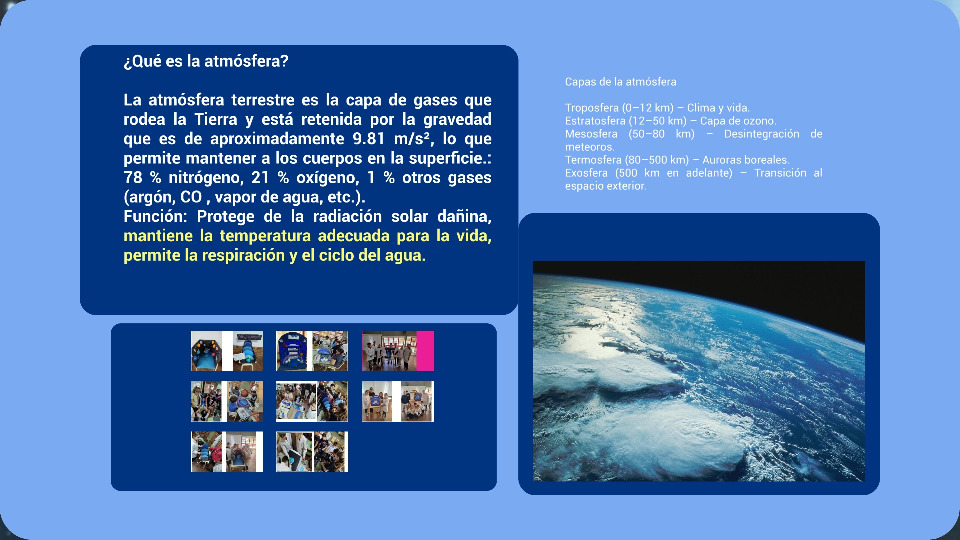 ¿Qué es la atmósfera?
La atmósfera terrestre es la capa de gases que
rodea la Tierra y está retenida por la gravedad
que es de aproximadamente 9.81 m/s², lo que
permite mantener a los cuerpos en la superficie.:
78 % nitrógeno, 21 % oxígeno, 1 % otros gases
(argón, CO , vapor de agua, etc.).
Función: Protege de la radiación solar dañina,
mantiene la temperatura adecuada para la vida,
permite la respiración y el ciclo del agua.
Capas de la atmósfera
Troposfera (0–12 km) – Clima y vida.
Estratosfera (12–50 km) – Capa de ozono.
Mesosfera (50–80 km) – Desintegración de
meteoros.
Termosfera (80–500 km) – Auroras boreales.
Exosfera (500 km en adelante) – Transición al
espacio exterior.